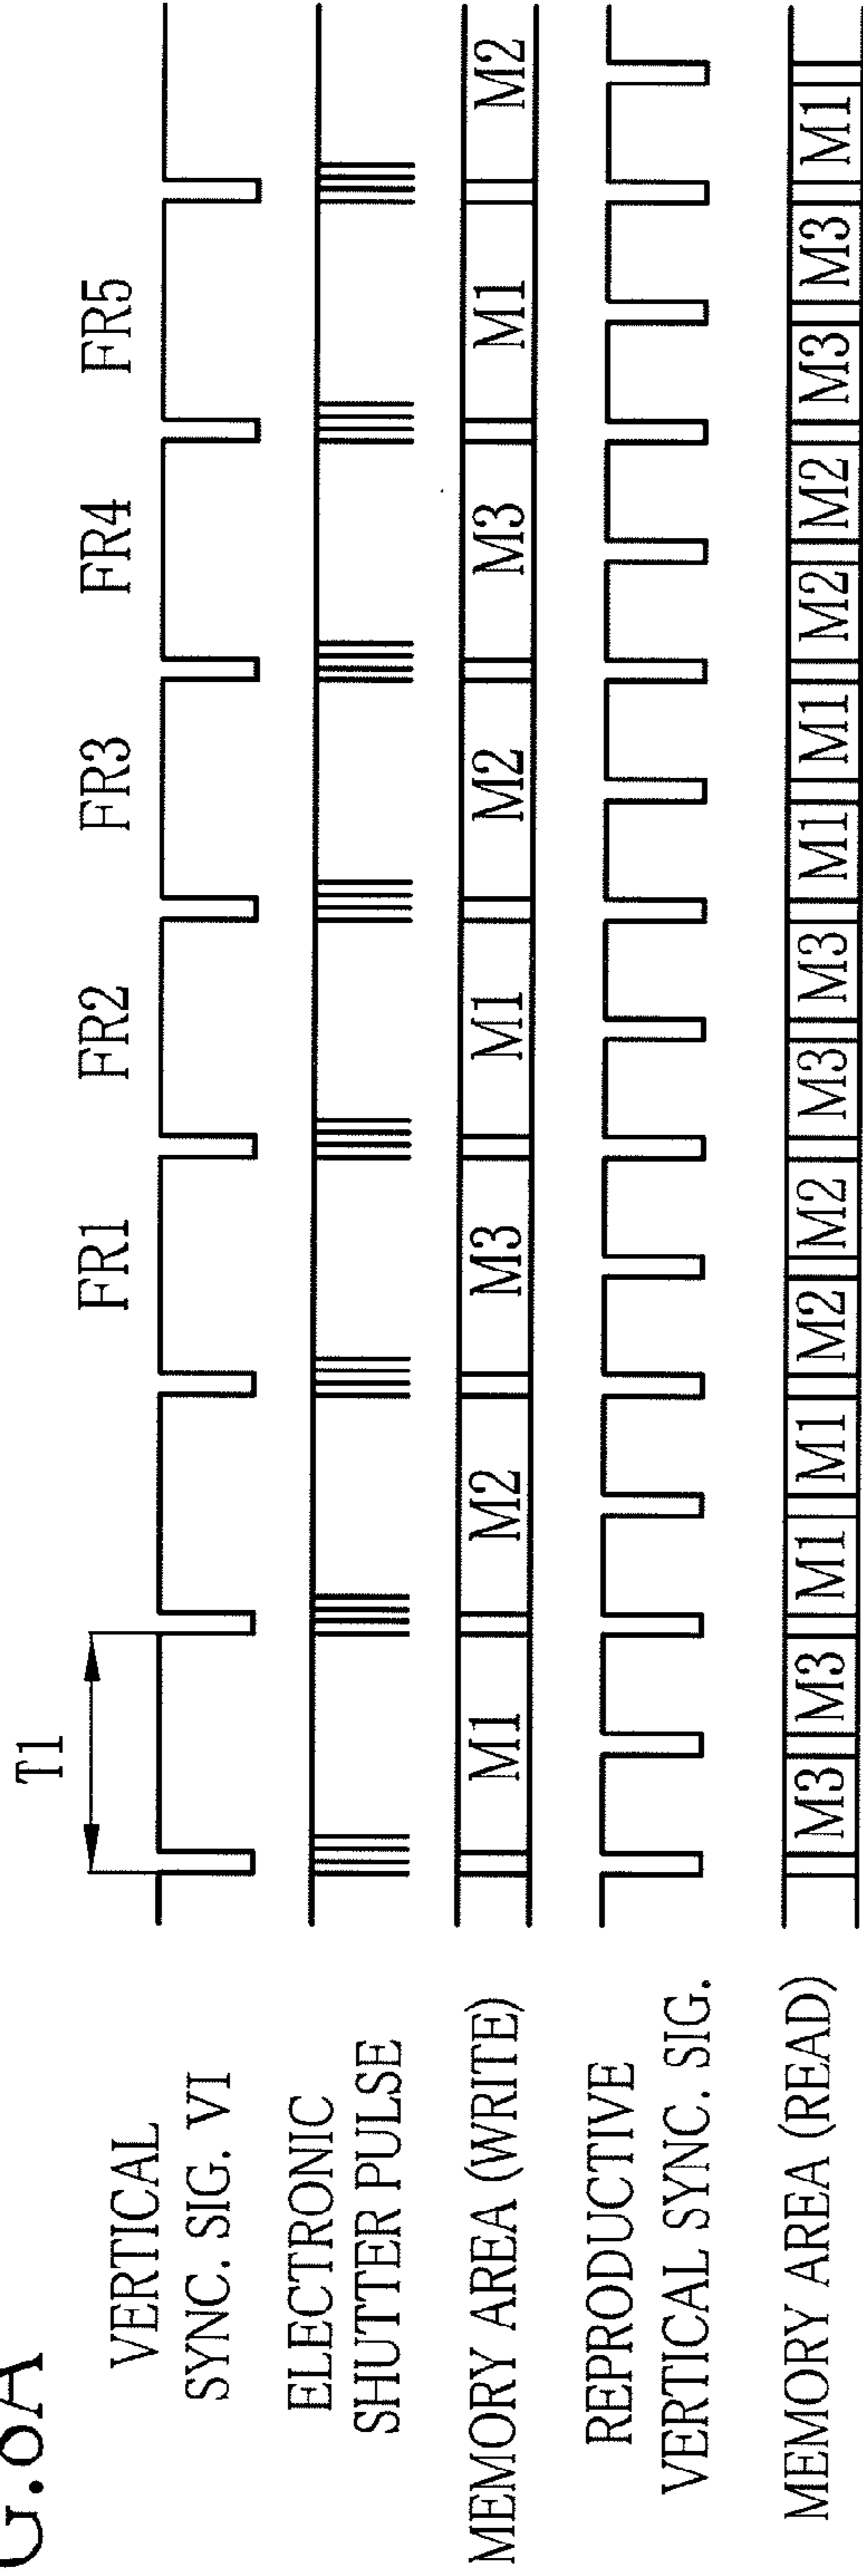 T1
FR1 FR2 FR3 FR4 FR5
VERTICAL
SYNC. SIG. VI
ELECTRONIC
SHUTTER PULSE
MEMORY AREA (WRITE) M1 M2 M3 M1 M2 M3 M1 M2
REPRODUCTIVE
VERTICAL SYNC. SIG.
MEMORY AREA (READ) M3 M3 M1 M1 M2 M2 M3 M3 M1 M1 M2 M2 M3 M3 M1